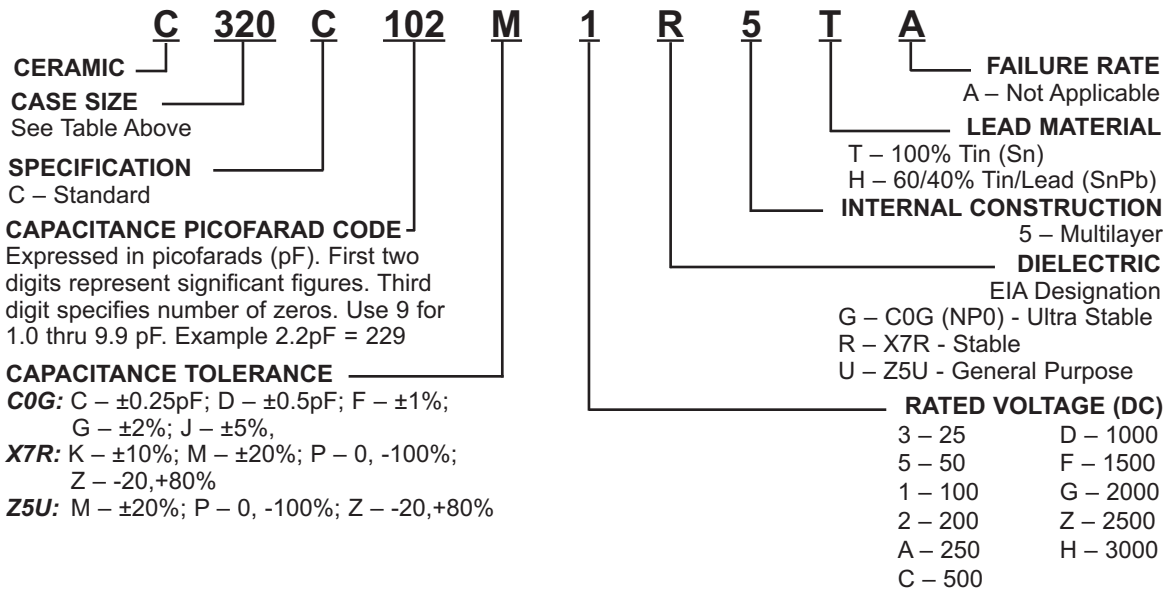 C 320 C 102 M 1 R 5 T A
CERAMIC
CASE SIZE
See Table Above
SPECIFICATION
C – Standard
CAPACITANCE PICOFARAD CODE
Expressed in picofarads (pF). First two
digits represent significant figures. Third
digit specifies number of zeros. Use 9 for
1.0 thru 9.9 pF. Example 2.2pF = 229
CAPACITANCE TOLERANCE
C0G: C – ±0.25pF; D – ±0.5pF; F – ±1%;
G – ±2%; J – ±5%,
X7R: K – ±10%; M – ±20%; P – 0, -100%;
Z – -20,+80%
Z5U: M – ±20%; P – 0, -100%; Z – -20,+80%
FAILURE RATE
A – Not Applicable
LEAD MATERIAL
T – 100% Tin (Sn)
H – 60/40% Tin/Lead (SnPb)
INTERNAL CONSTRUCTION
5 – Multilayer
DIELECTRIC
EIA Designation
G – C0G (NP0) - Ultra Stable
R – X7R - Stable
U – Z5U - General Purpose
RATED VOLTAGE (DC)
3 – 25 D – 1000
5 – 50 F – 1500
1 – 100 G – 2000
2 – 200 Z – 2500
A – 250 H – 3000
C – 500